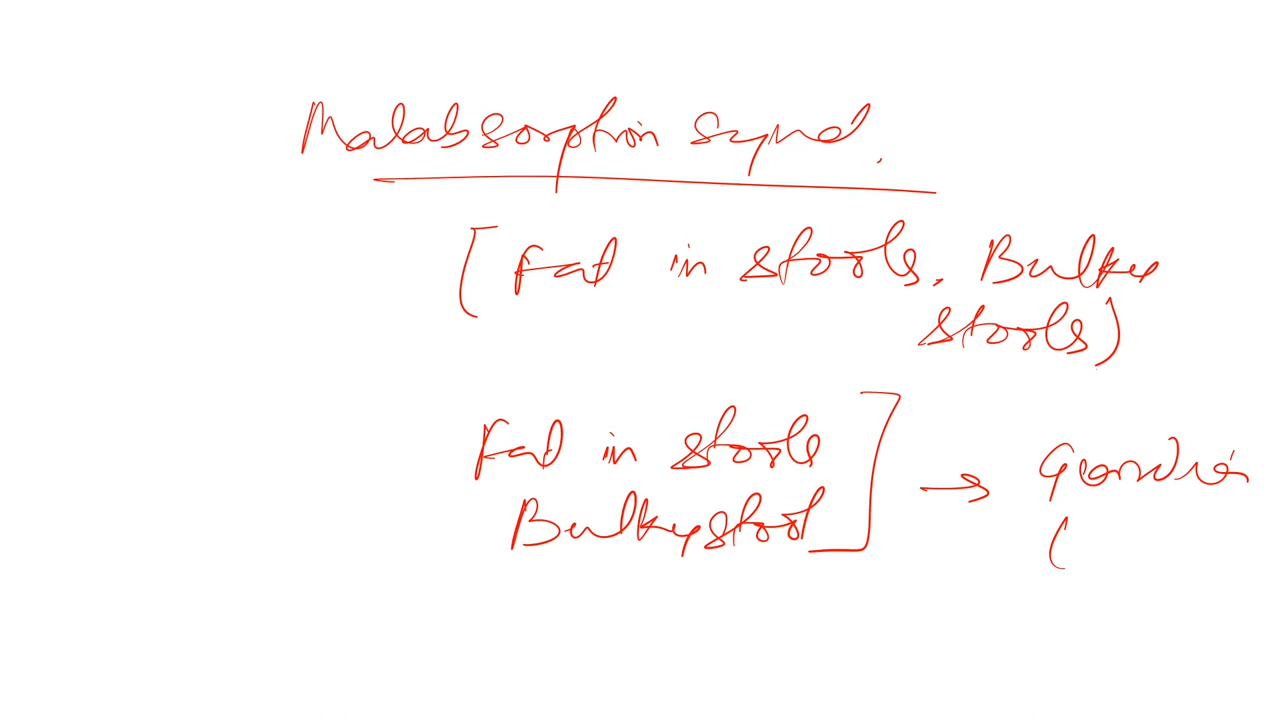 Malabsorption synd.
[Fat in stools. Bulky
stools)
Fat in stools
Bulky stool ] → Giardia
(